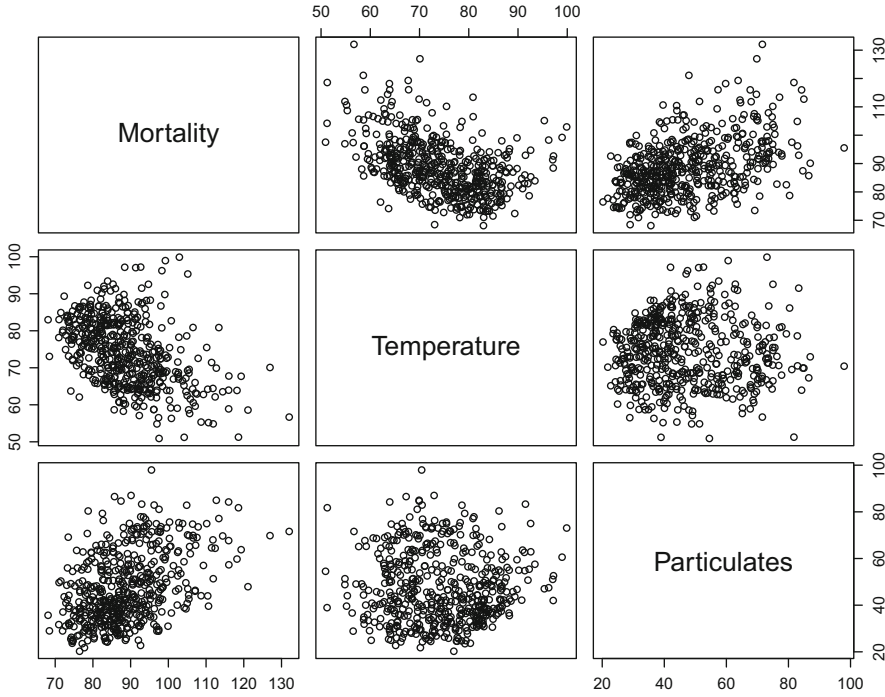 50 60 70 80 90 100
Mortality
70 80 90 110 130
50 60 70 80 90 100
Temperature
Particulates
20 40 60 80 100
70 80 90 100 110 120 130
20 40 60 80 100